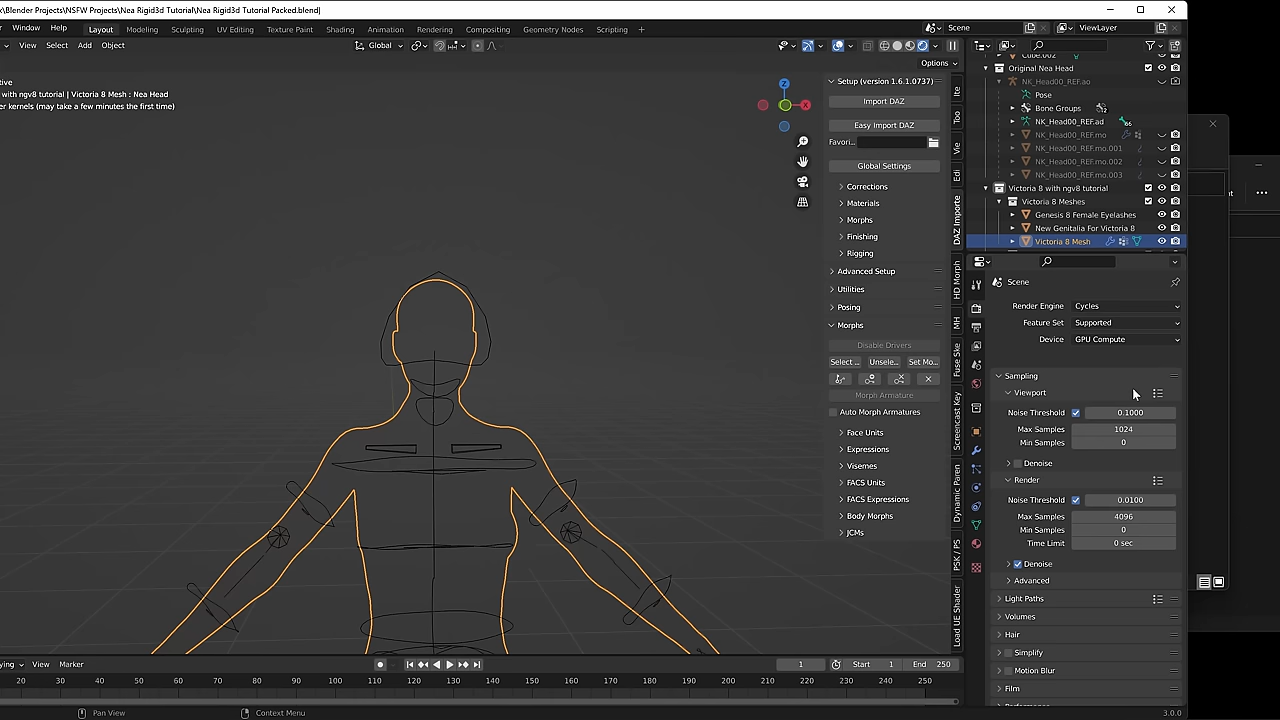 \Blender Projects\NSFW Projects\Nea Rigid3d Tutorial\Nea Rigid3d Tutorial Packed.blend]
Window Help Layout Modeling Sculpting UV Editing Texture Paint Shading Animation Rendering Compositing Geometry Nodes Scripting + Scene ViewLayer
View Select Add Object Global
Options
tive
with ngv8 tutorial | Victoria 8 Mesh : Nea Head
er kernels (may take a few minutes the first time)
Z
X
Setup (version 1.6.1.0737)
Import DAZ
Easy Import DAZ
Favori...
Global Settings
Corrections
Materials
Morphs
Finishing
Rigging
Advanced Setup
Utilities
Posing
Morphs
Disable Drivers
Select ... Unsele... Set Mo...
Morph Armature
Auto Morph Armatures
Face Units
Expressions
Visemes
FACS Units
FACS Expressions
Body Morphs
JCMs
Ite
Too
Vie
Edi
DAZ Importe
HD Morph
MH
Fuse Ske
Screencast Key
Dynamic Paren
PSK / PS
Load UE Shader
Cube.002
Original Nea Head
NK_Head00_REF.ao
Pose
Bone Groups
NK_Head00_REF.ad
NK_Head00_REF.mo
NK_Head00_REF.mo.001
NK_Head00_REF.mo.002
NK_Head00_REF.mo.003
Victoria 8 with ngv8 tutorial
Victoria 8 Meshes
Genesis 8 Female Eyelashes
New Genitalia For Victoria 8
Victoria 8 Mesh
Scene
Render Engine Cycles
Feature Set Supported
Device GPU Compute
Sampling
Viewport
Noise Threshold 0.1000
Max Samples 1024
Min Samples 0
Denoise
Render
Noise Threshold 0.0100
Max Samples 4096
Min Samples 0
Time Limit 0 sec
Denoise
Advanced
Light Paths
Volumes
Hair
Simplify
Motion Blur
Film
View Marker 1 Start 1 End 250
20 30 40 50 60 70 80 90 100 110 120 130 140 150 160 170 180 190 200 210 220 230 240 250
Pan View Context Menu 3.0.0